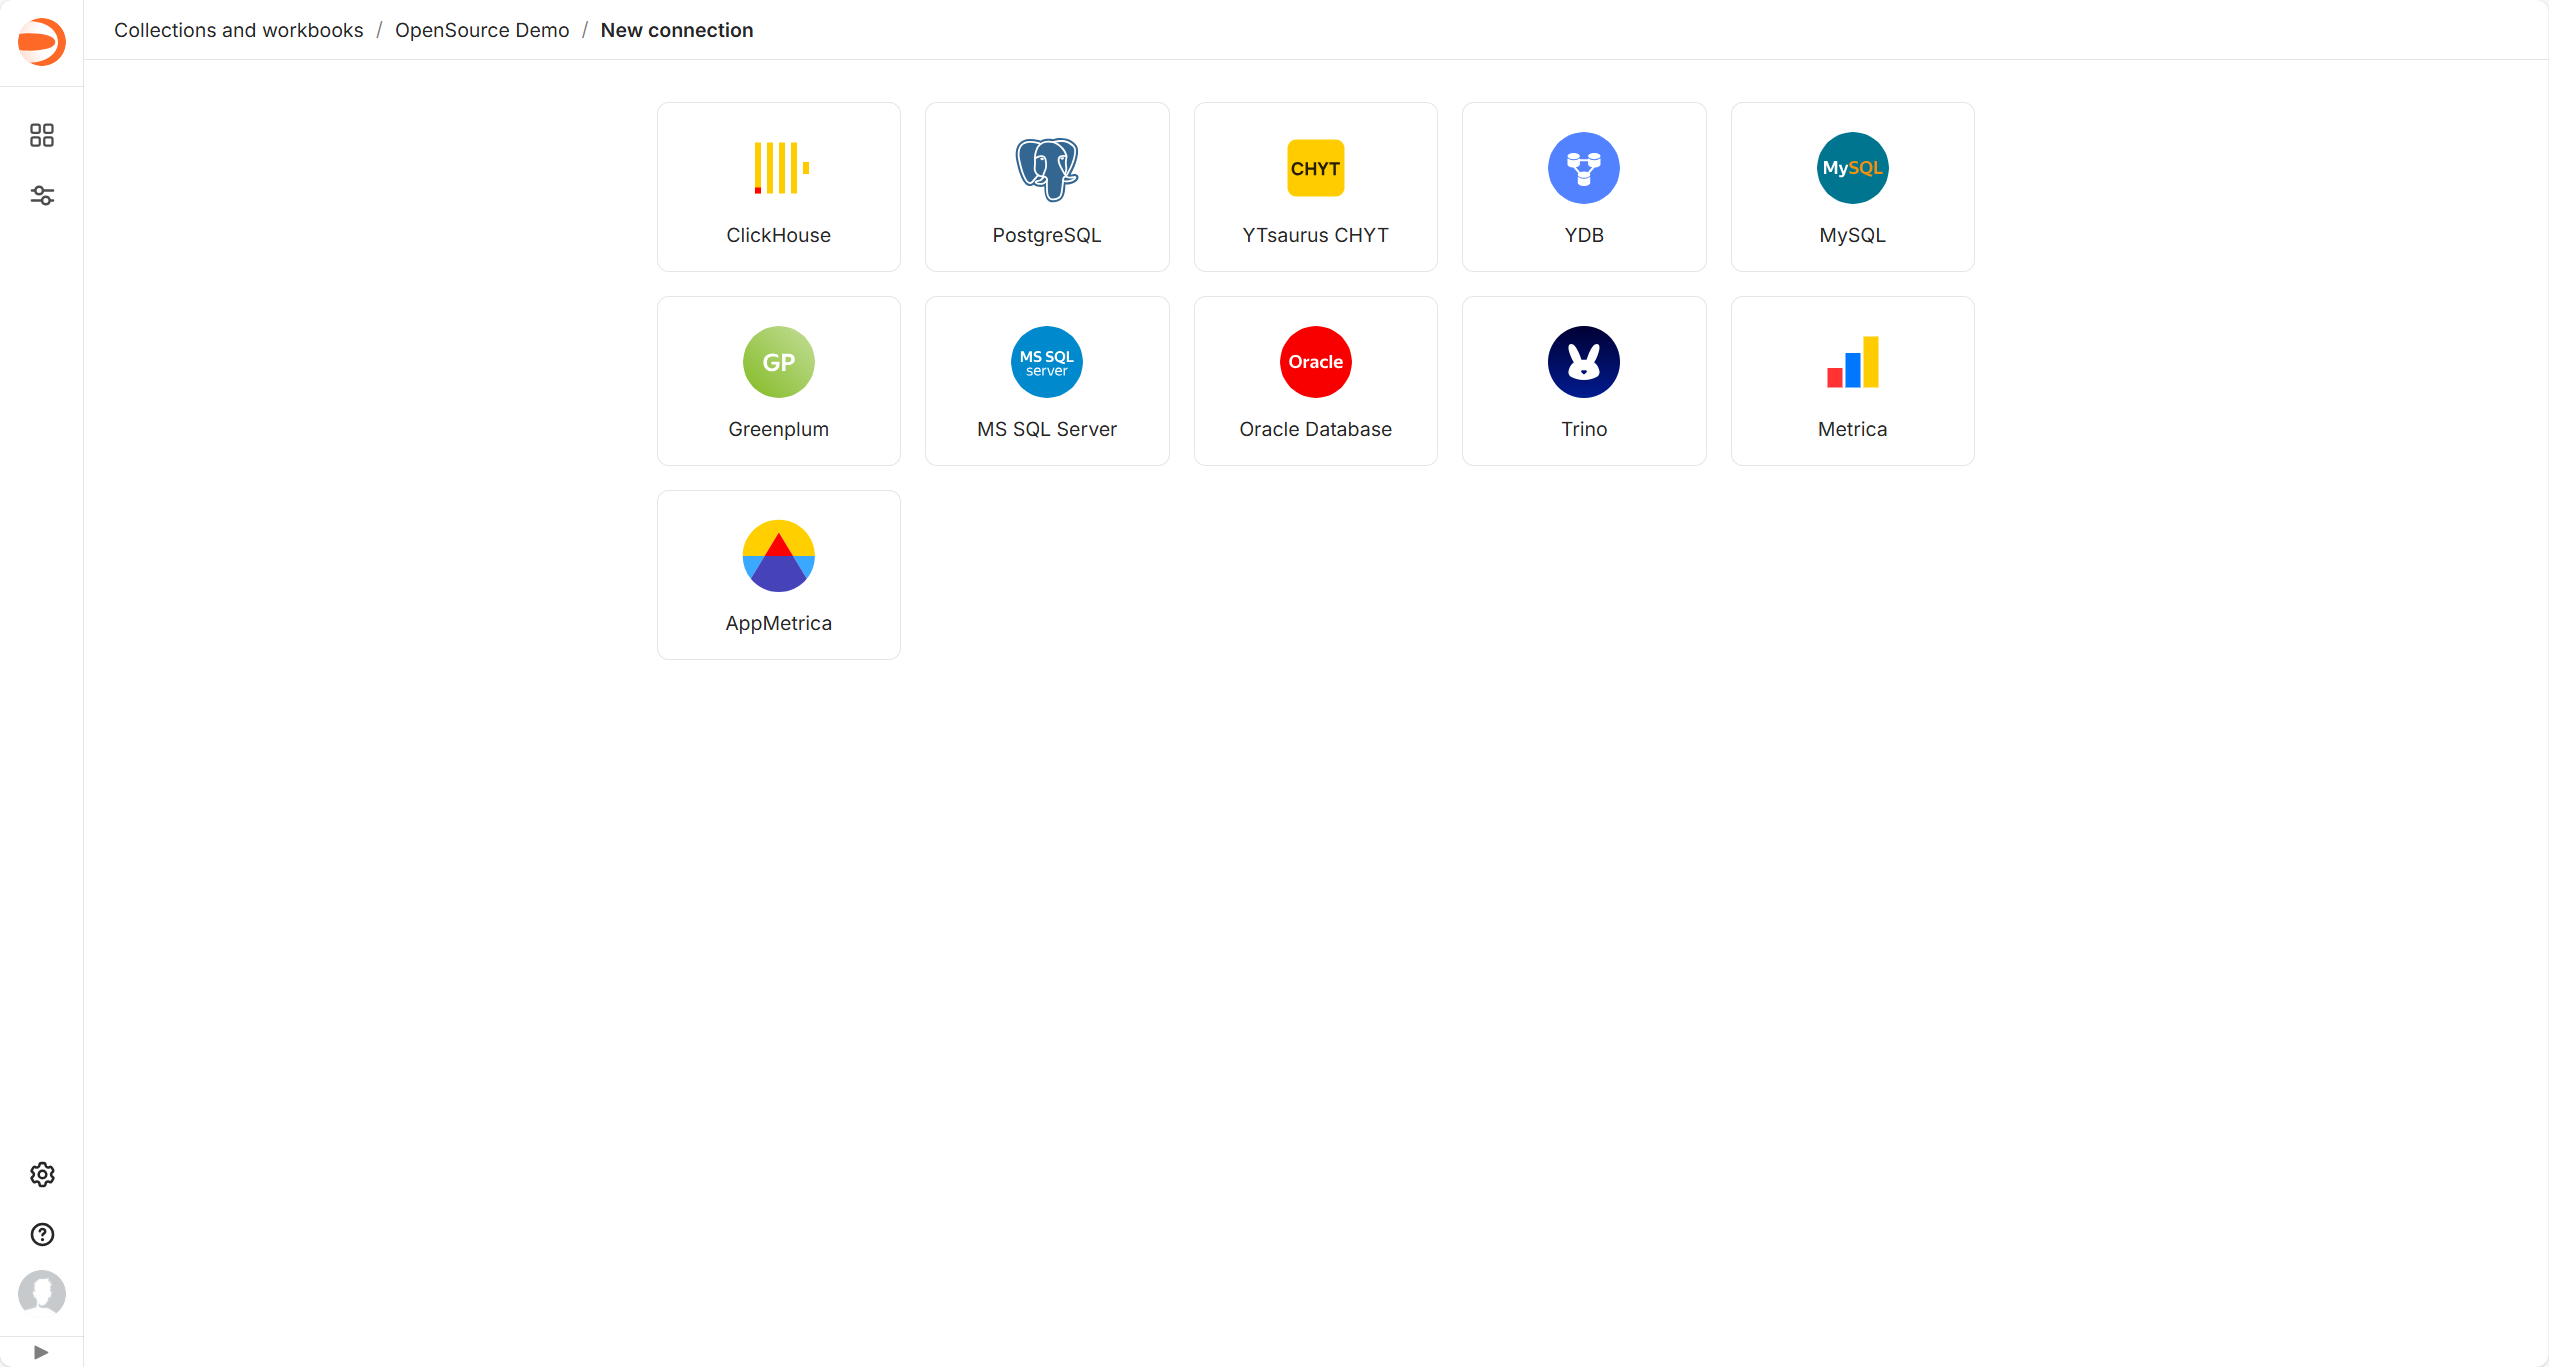 Collections and workbooks / OpenSource Demo / New connection
ClickHouse
PostgreSQL
CHYT
YTsaurus CHYT
YDB
MySQL
MySQL
GP
Greenplum
MS SQL
server
MS SQL Server
Oracle
Oracle Database
Trino
Metrica
AppMetrica